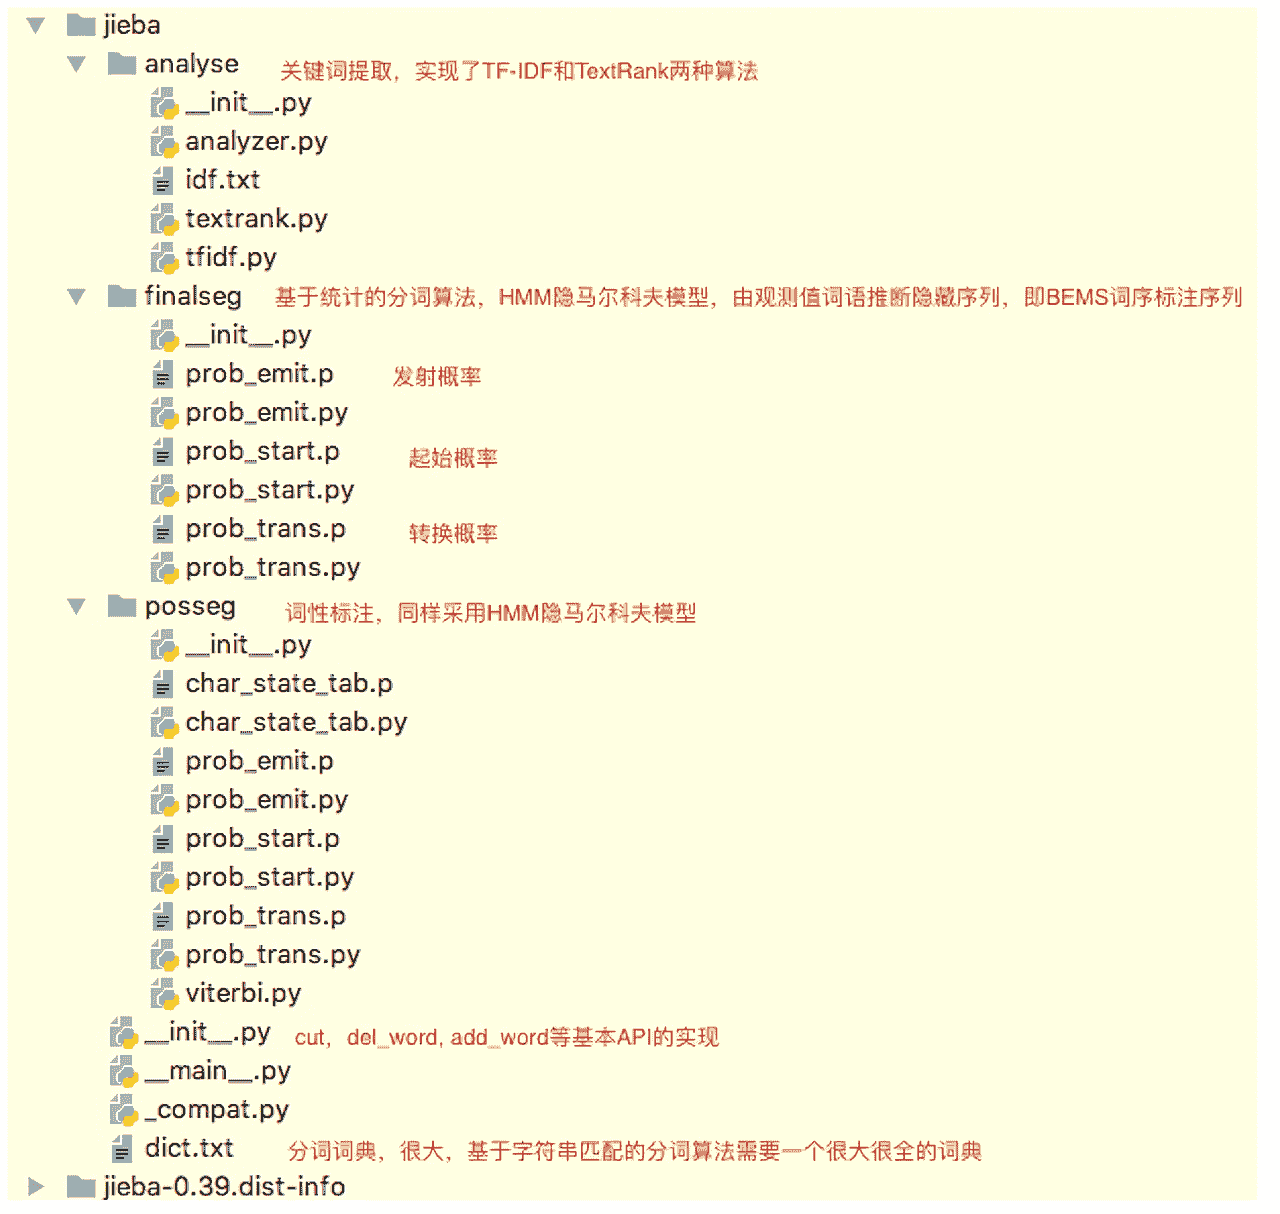 jieba
analyse 关键词提取，实现了TF-IDF和TextRank两种算法
__init__.py
analyzer.py
idf.txt
textrank.py
tfidf.py
finalseg 基于统计的分词算法，HMM隐马尔科夫模型，由观测值词语推断隐藏序列，即BEMS词序标注序列
__init__.py
prob_emit.p 发射概率
prob_emit.py
prob_start.p 起始概率
prob_start.py
prob_trans.p 转换概率
prob_trans.py
posseg 词性标注，同样采用HMM隐马尔科夫模型
__init__.py
char_state_tab.p
char_state_tab.py
prob_emit.p
prob_emit.py
prob_start.p
prob_start.py
prob_trans.p
prob_trans.py
viterbi.py
__init__.py cut，del_word, add_word等基本API的实现
__main__.py
_compat.py
dict.txt 分词词典，很大，基于字符串匹配的分词算法需要一个很大很全的词典
jieba-0.39.dist-info